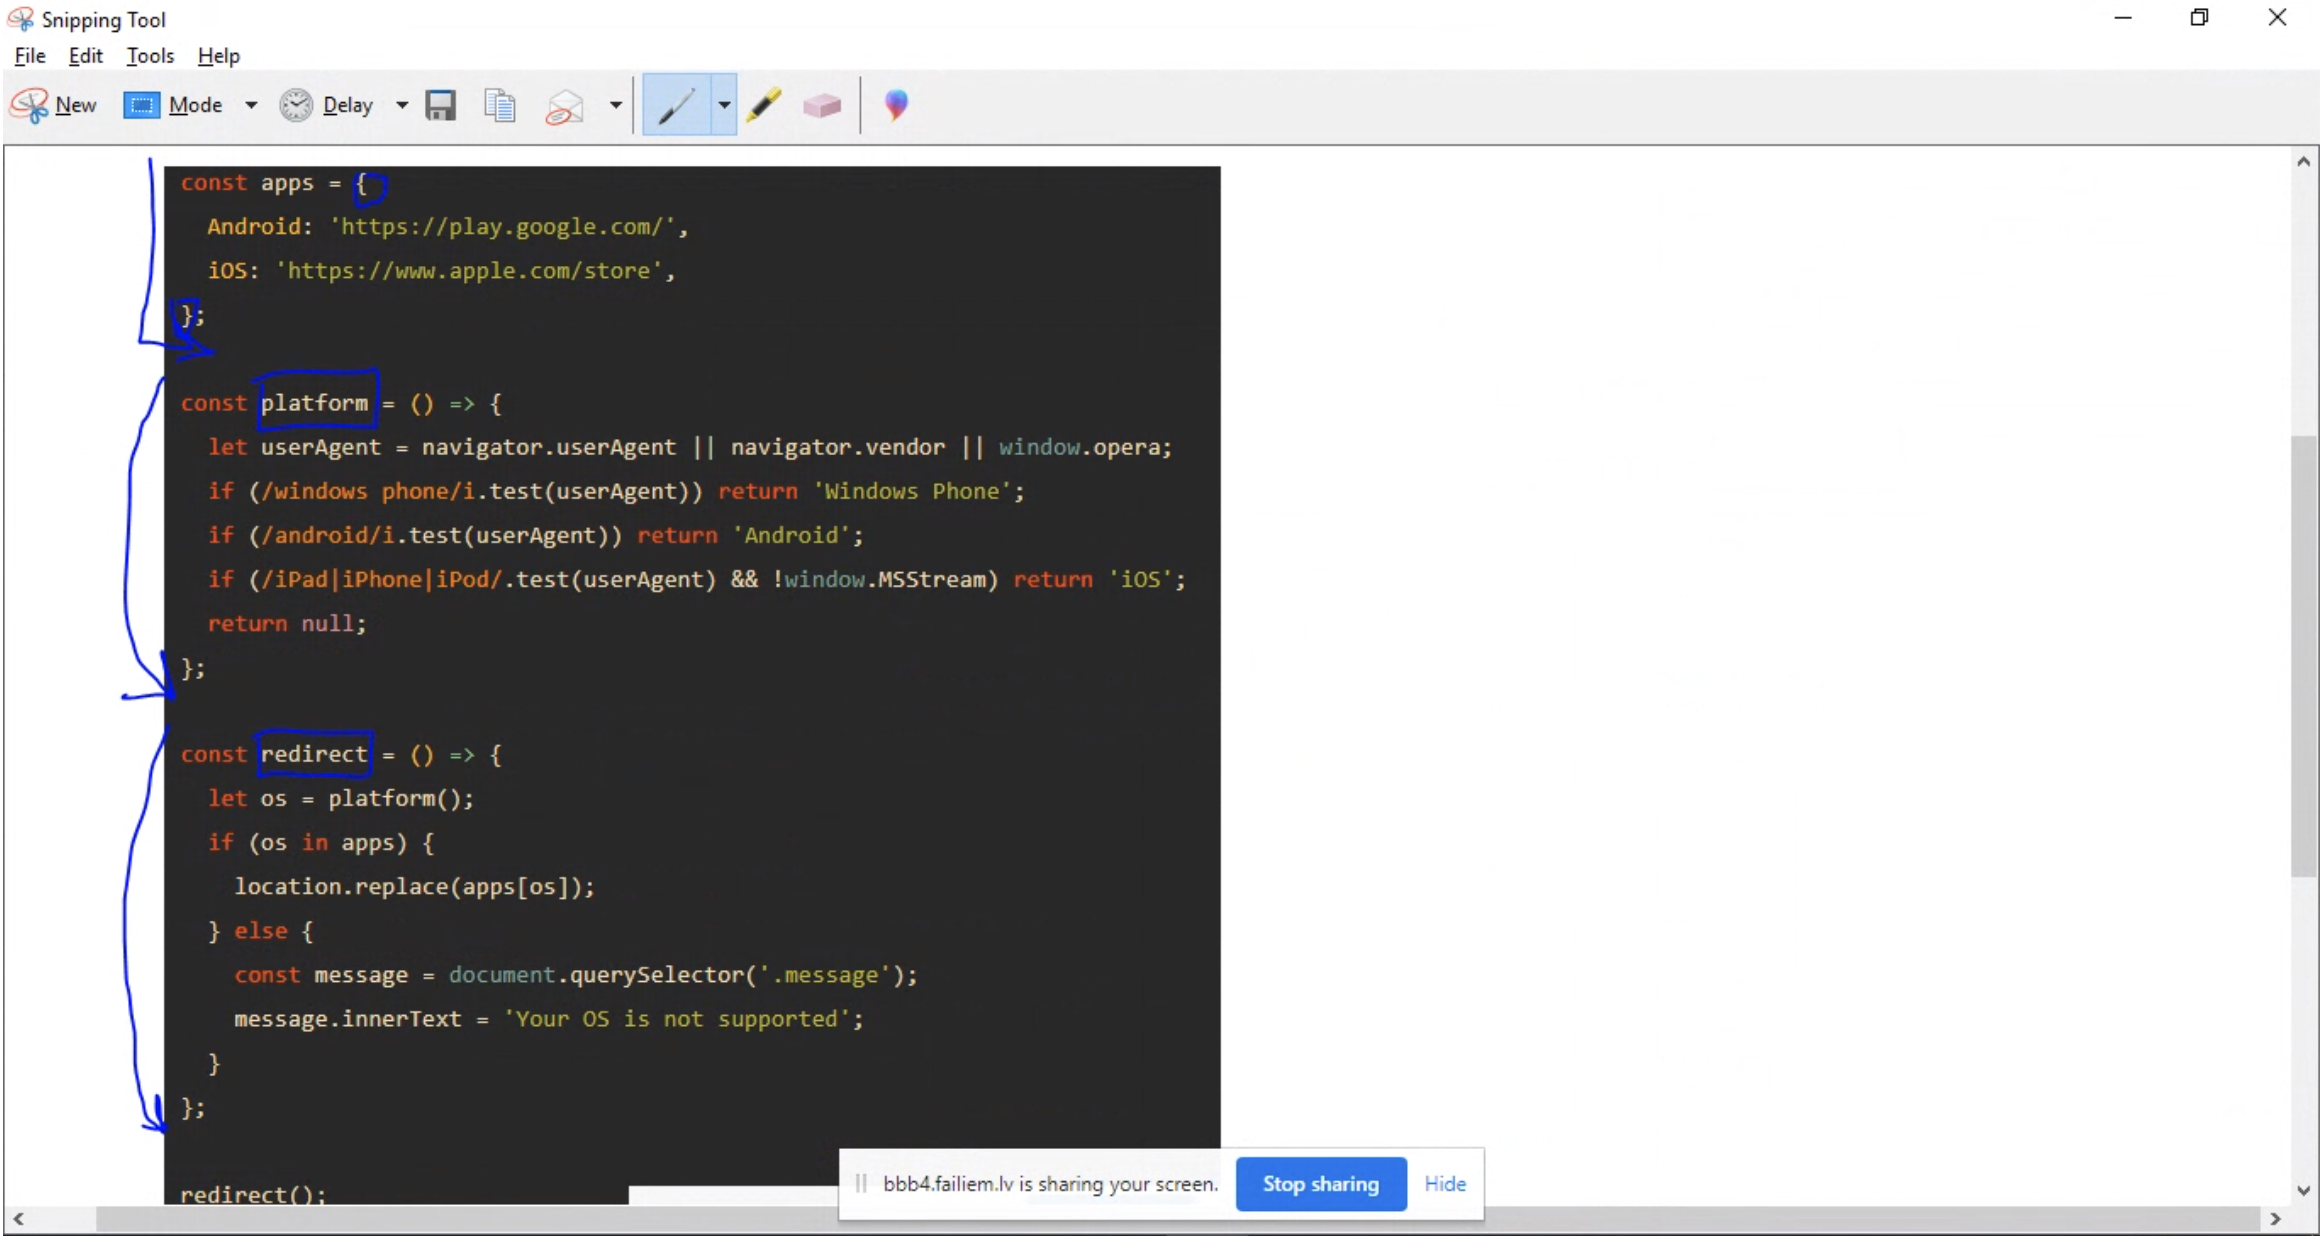 Snipping Tool
File Edit Tools Help
New Mode Delay
const apps = {
  Android: 'https://play.google.com/',
  iOS: 'https://www.apple.com/store',
};
const platform = () => {
  let userAgent = navigator.userAgent || navigator.vendor || window.opera;
  if (/windows phone/i.test(userAgent)) return 'Windows Phone';
  if (/android/i.test(userAgent)) return 'Android';
  if (/iPad|iPhone|iPod/.test(userAgent) && !window.MSStream) return 'iOS';
  return null;
};
const redirect = () => {
  let os = platform();
  if (os in apps) {
    location.replace(apps[os]);
  } else {
    const message = document.querySelector('.message');
    message.innerText = 'Your OS is not supported';
  }
};
redirect();
bbb4.failiem.lv is sharing your screen. Stop sharing Hide